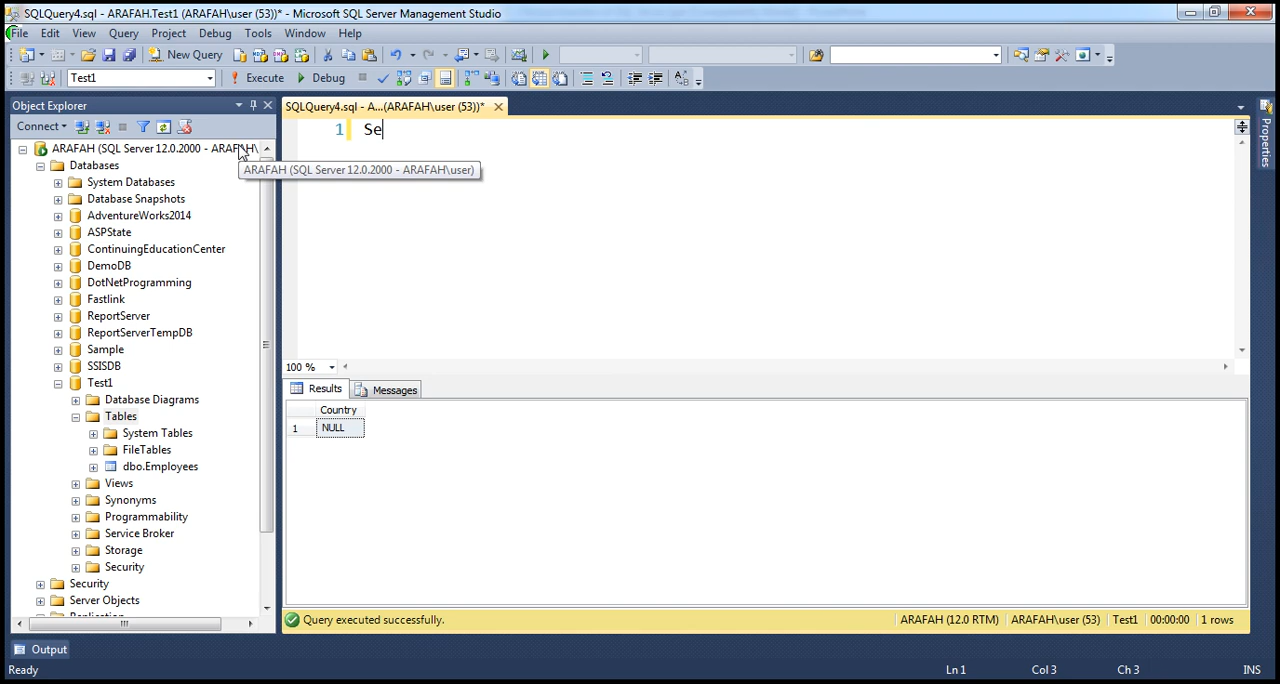 SQLQuery4.sql - ARAFAH.Test1 (ARAFAH\user (53))* - Microsoft SQL Server Management Studio
File Edit View Query Project Debug Tools Window Help
New Query
Test1 Execute Debug
Object Explorer
SQLQuery4.sql - A...(ARAFAH\user (53))*
Connect
1 Se
ARAFAH (SQL Server 12.0.2000 - ARAFAH\
ARAFAH (SQL Server 12.0.2000 - ARAFAH\user)
Properties
Databases
System Databases
Database Snapshots
AdventureWorks2014
ASPState
ContinuingEducationCenter
DemoDB
DotNetProgramming
Fastlink
ReportServer
ReportServerTempDB
Sample
SSISDB
Test1
Database Diagrams
Tables
System Tables
FileTables
dbo.Employees
Views
Synonyms
Programmability
Service Broker
Storage
Security
Security
Server Objects
Replication
100 %
Results Messages
Country
1 NULL
Query executed successfully.
ARAFAH (12.0 RTM) ARAFAH\user (53) Test1 00:00:00 1 rows
Output
Ready Ln 1 Col 3 Ch 3 INS